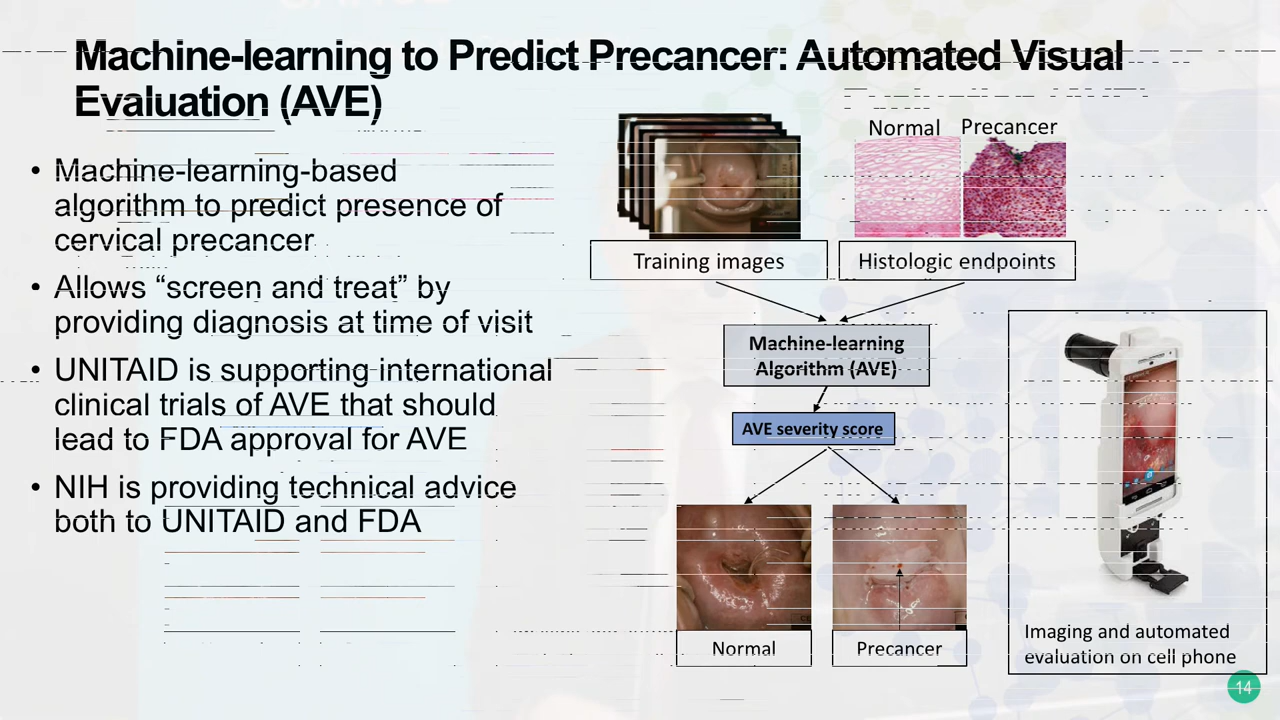 Machine-learning to Predict Precancer: Automated Visual
Evaluation (AVE)
• Machine-learning-based
algorithm to predict presence of
cervical precancer
• Allows “screen and treat” by
providing diagnosis at time of visit
• UNITAID is supporting international
clinical trials of AVE that should
lead to FDA approval for AVE
• NIH is providing technical advice
both to UNITAID and FDA
Normal Precancer
Training images
Histologic endpoints
Machine-learning
Algorithm (AVE)
AVE severity score
Normal
Precancer
Imaging and automated
evaluation on cell phone
14